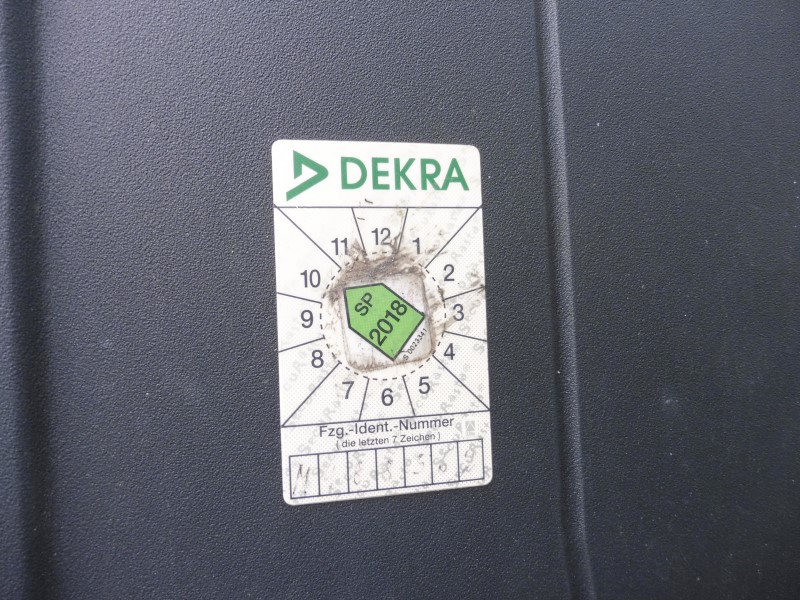 DEKRA
11 12 1
10 2
9 3
8 4
7 6 5
SP
2018
Fzg.-Ident.-Nummer
( die letzten 7 Zeichen )